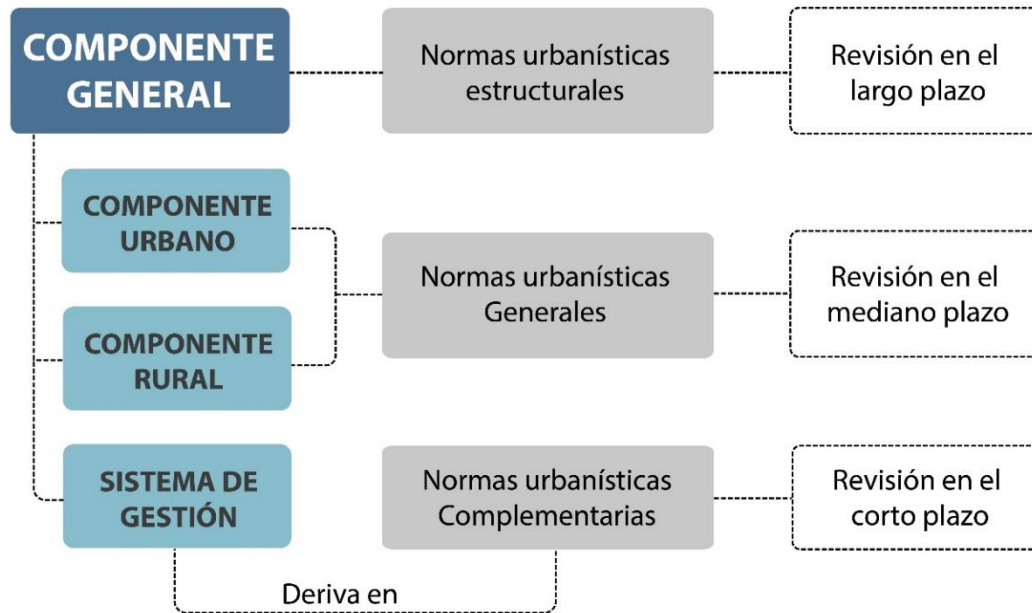 COMPONENTE
GENERAL
Normas urbanísticas
estructurales
Revisión en el
largo plazo
COMPONENTE
URBANO
Normas urbanísticas
Generales
Revisión en el
mediano plazo
COMPONENTE
RURAL
SISTEMA DE
GESTIÓN
Normas urbanísticas
Complementarias
Revisión en el
corto plazo
Deriva en